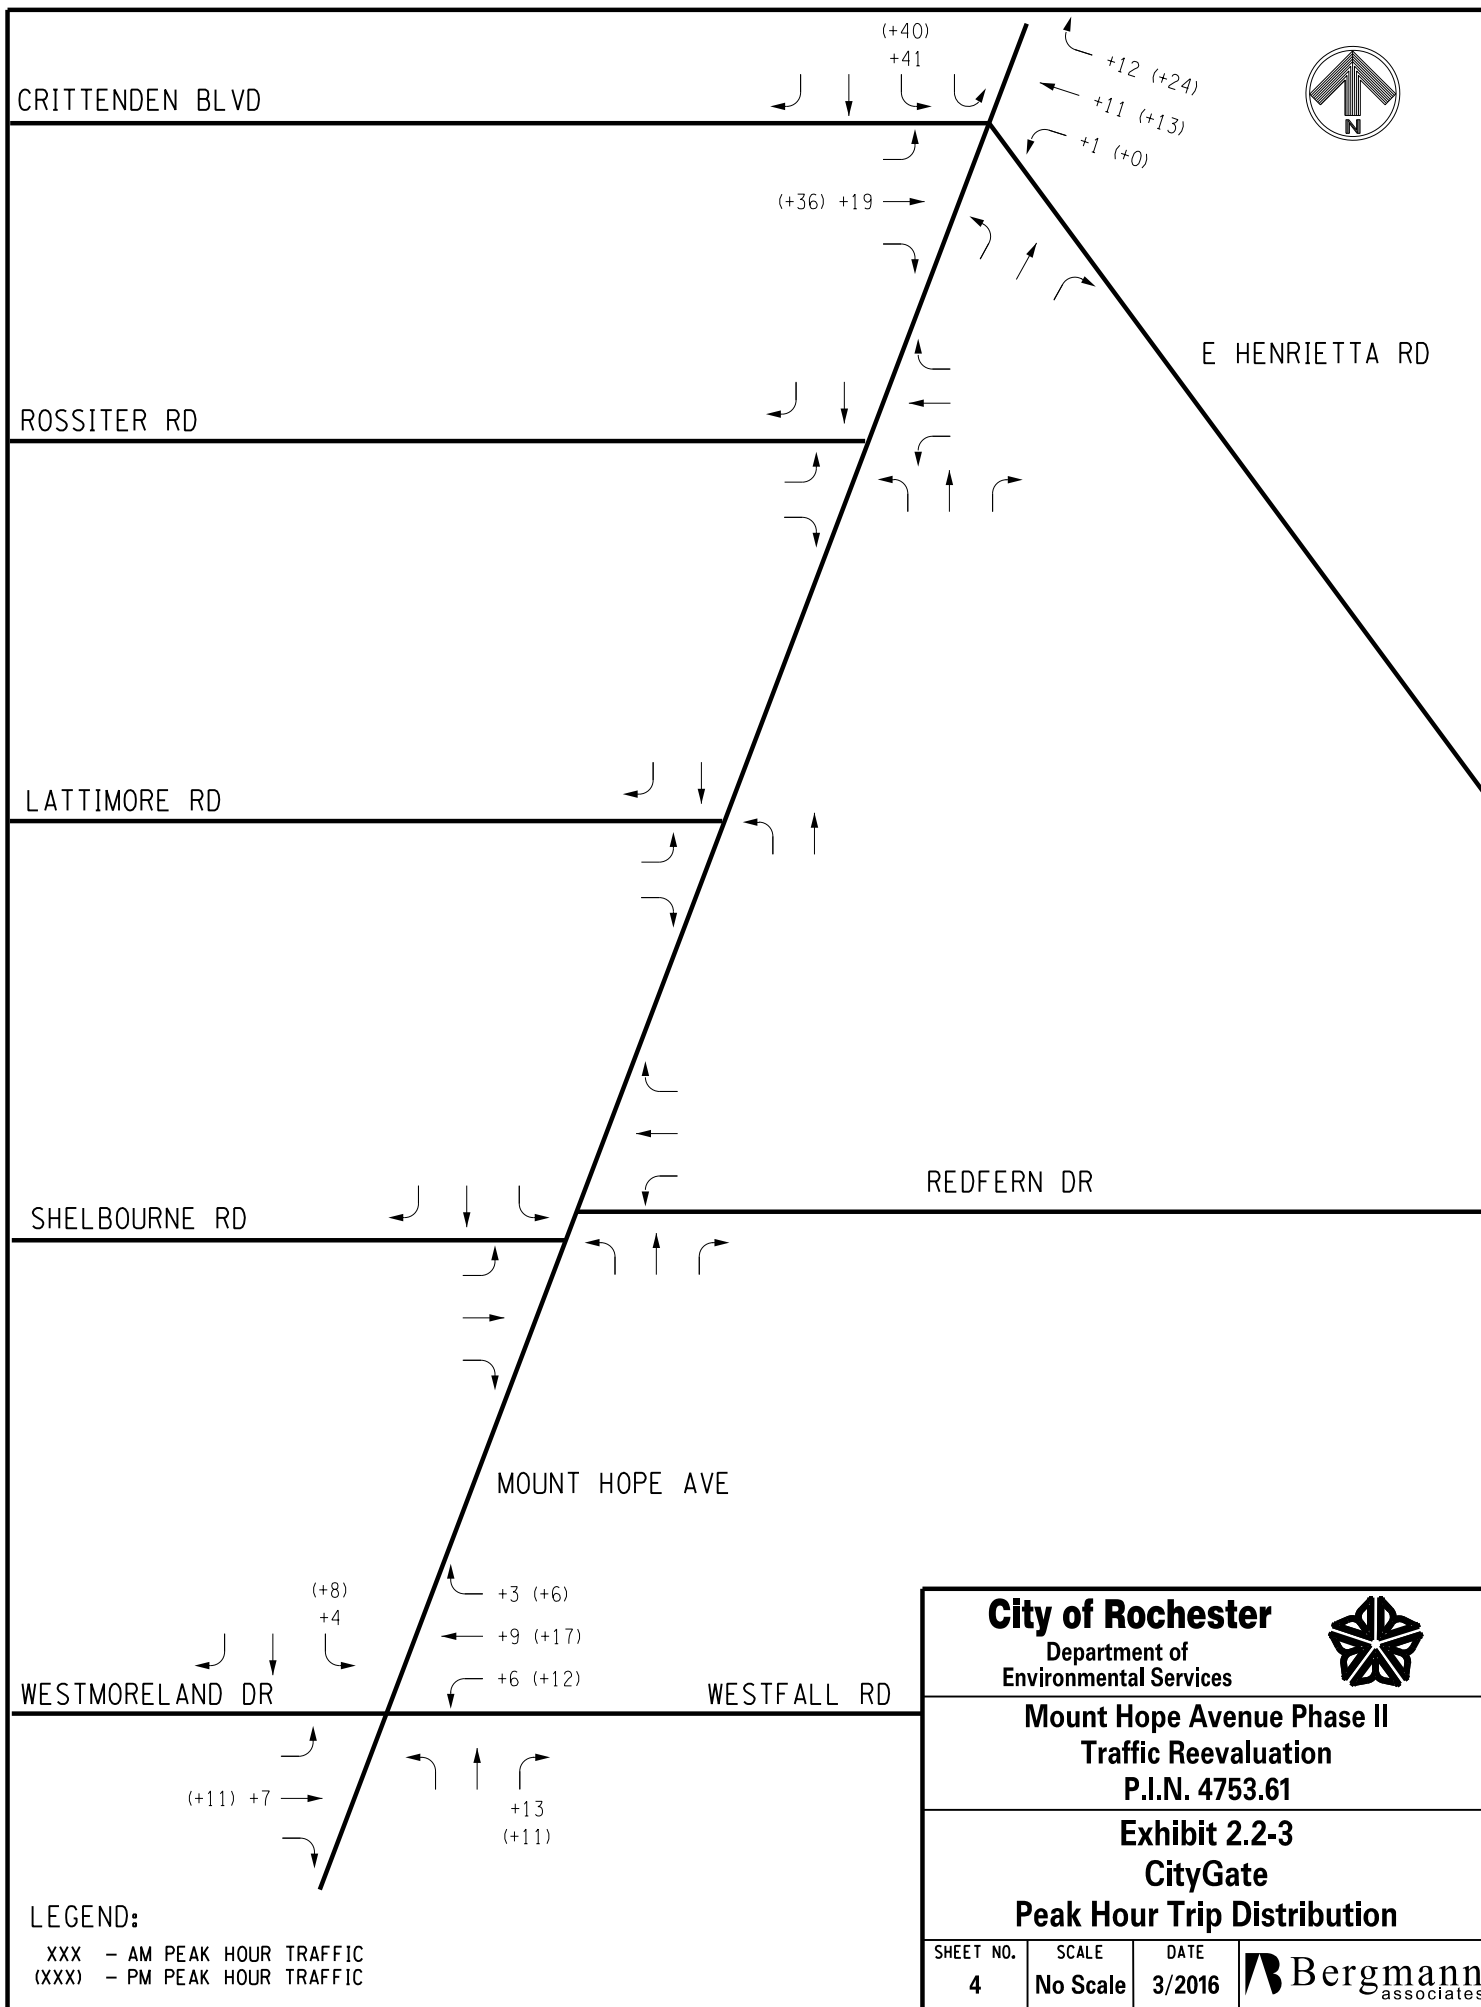 (+40)
+41
+12 (+24)
+11 (+13)
+1 (+0)
N
CRITTENDEN BLVD
(+36) +19
E HENRIETTA RD
ROSSITER RD
LATTIMORE RD
REDFERN DR
SHELBOURNE RD
MOUNT HOPE AVE
(+8)
+4
+3 (+6)
+9 (+17)
+6 (+12)
WESTMORELAND DR
WESTFALL RD
(+11) +7
+13
(+11)
LEGEND:
XXX - AM PEAK HOUR TRAFFIC
(XXX) - PM PEAK HOUR TRAFFIC
City of Rochester
Department of
Environmental Services
Mount Hope Avenue Phase II
Traffic Reevaluation
P.I.N. 4753.61
Exhibit 2.2-3
CityGate
Peak Hour Trip Distribution
SHEET NO.
4
SCALE
No Scale
DATE
3/2016
Bergmann
associates